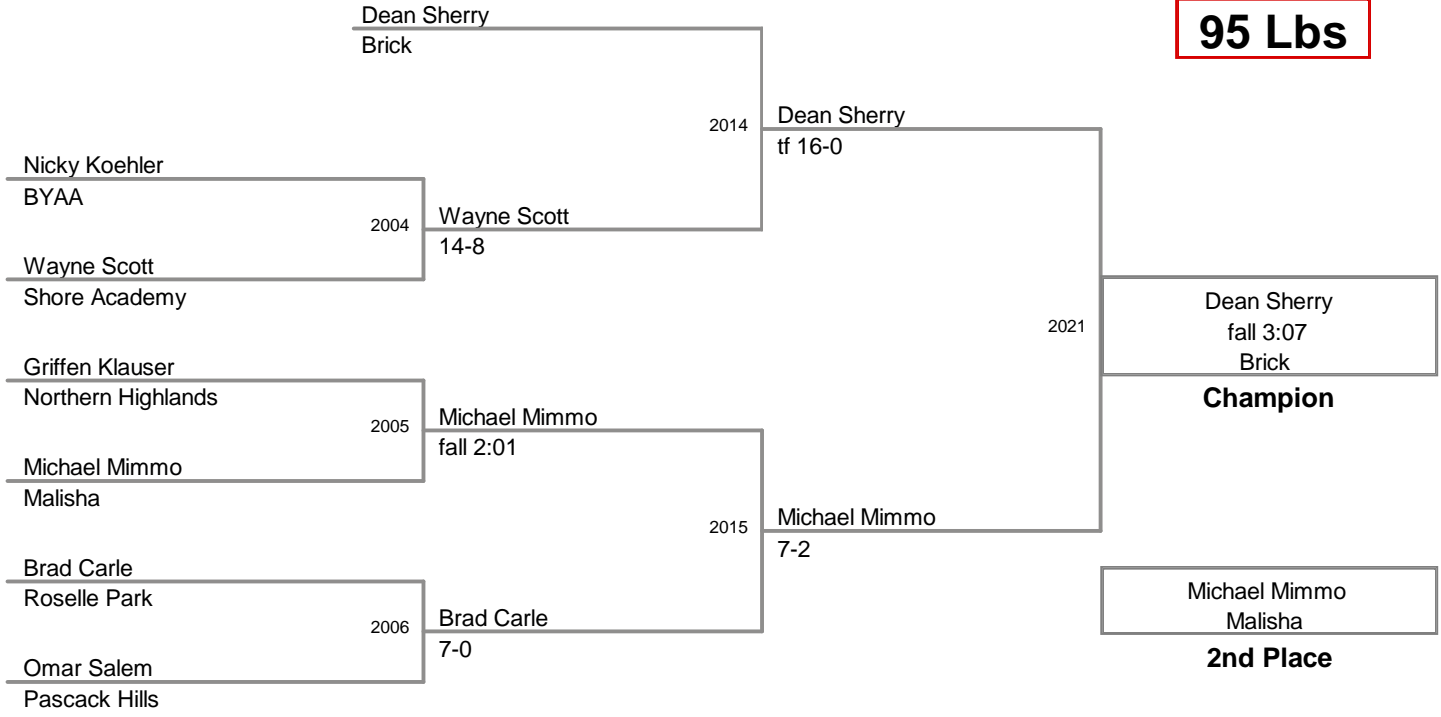 Dean Sherry
Brick
95 Lbs
2014
Dean Sherry
tf 16-0
Nicky Koehler
BYAA
2004
Wayne Scott
14-8
Wayne Scott
Shore Academy
2021
Dean Sherry
fall 3:07
Brick
Champion
Griffen Klauser
Northern Highlands
2005
Michael Mimmo
fall 2:01
Michael Mimmo
Malisha
2015
Michael Mimmo
7-2
Brad Carle
Roselle Park
2006
Brad Carle
7-0
Omar Salem
Pascack Hills
Michael Mimmo
Malisha
2nd Place